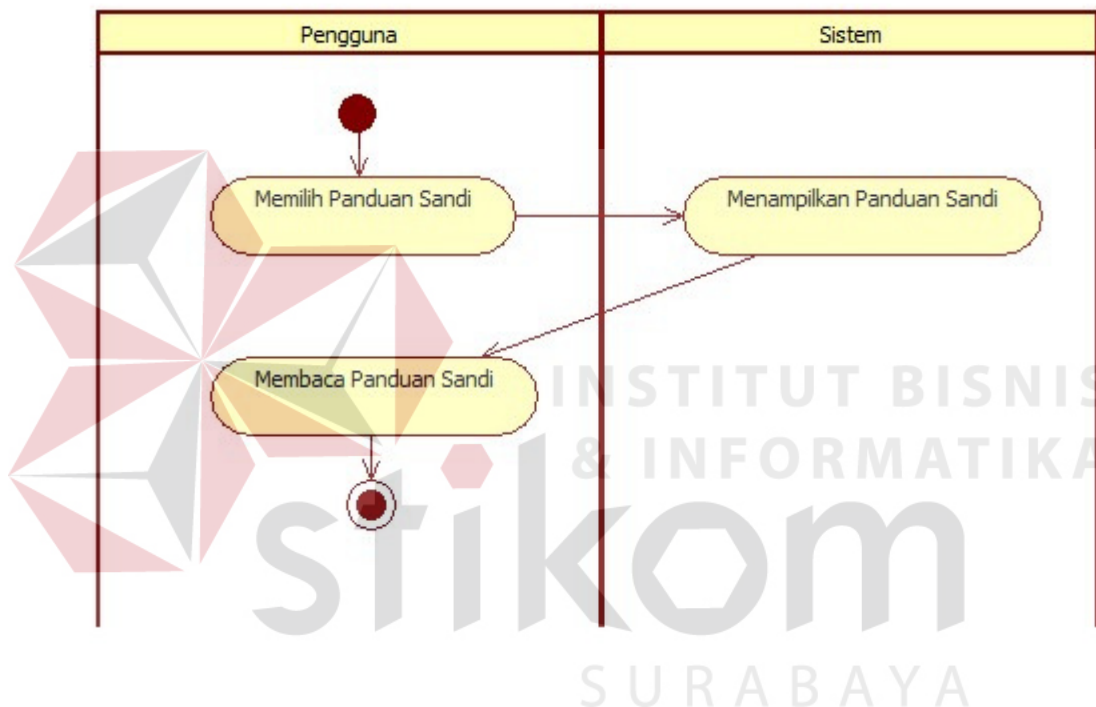 Pengguna
Sistem
Memilih Panduan Sandi
Menampilkan Panduan Sandi
Membaca Panduan Sandi
INSTITUT BISNIS
& INFORMATIKA
stikom
SURABAYA